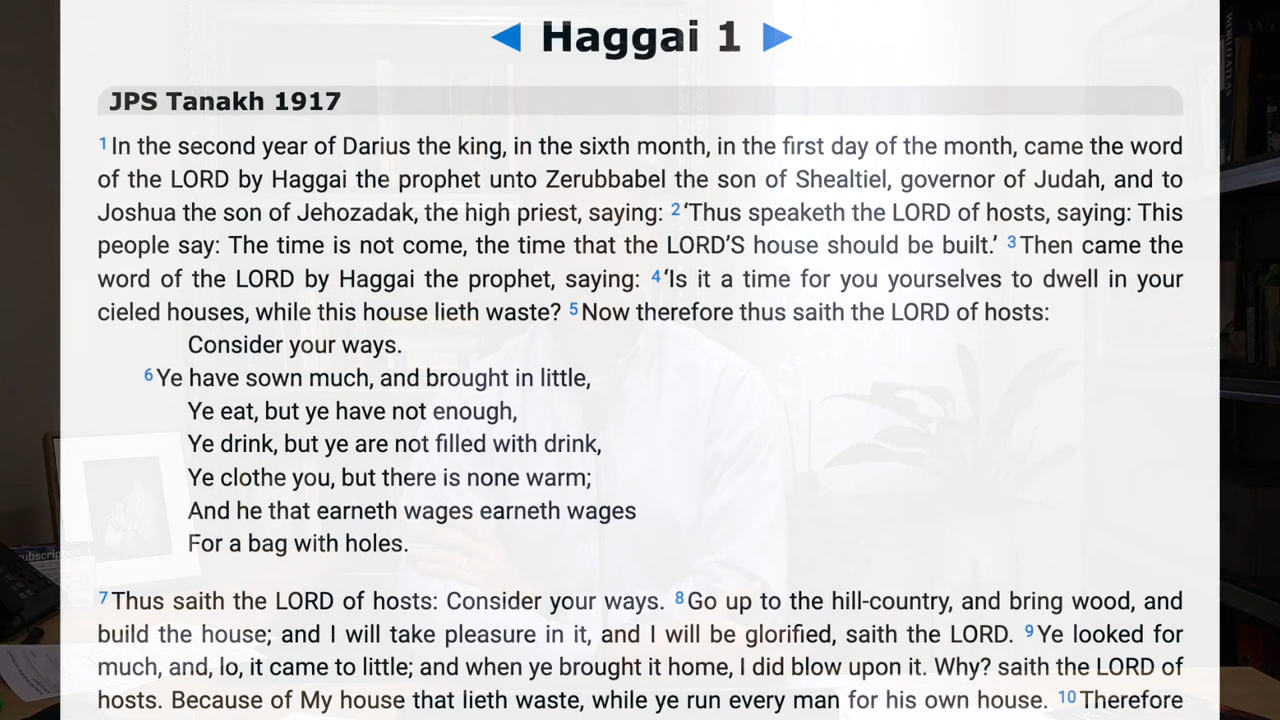 ◀ Haggai 1 ▶
JPS Tanakh 1917
1 In the second year of Darius the king, in the sixth month, in the first day of the month, came the word
of the LORD by Haggai the prophet unto Zerubbabel the son of Shealtiel, governor of Judah, and to
Joshua the son of Jehozadak, the high priest, saying: 2 ‘Thus speaketh the LORD of hosts, saying: This
people say: The time is not come, the time that the LORD’S house should be built.’ 3 Then came the
word of the LORD by Haggai the prophet, saying: 4 ‘Is it a time for you yourselves to dwell in your
cieled houses, while this house lieth waste? 5 Now therefore thus saith the LORD of hosts:
Consider your ways.
6 Ye have sown much, and brought in little,
Ye eat, but ye have not enough,
Ye drink, but ye are not filled with drink,
Ye clothe you, but there is none warm;
And he that earneth wages earneth wages
For a bag with holes.
7 Thus saith the LORD of hosts: Consider your ways. 8 Go up to the hill-country, and bring wood, and
build the house; and I will take pleasure in it, and I will be glorified, saith the LORD. 9 Ye looked for
much, and, lo, it came to little; and when ye brought it home, I did blow upon it. Why? saith the LORD of
hosts. Because of My house that lieth waste, while ye run every man for his own house. 10 Therefore